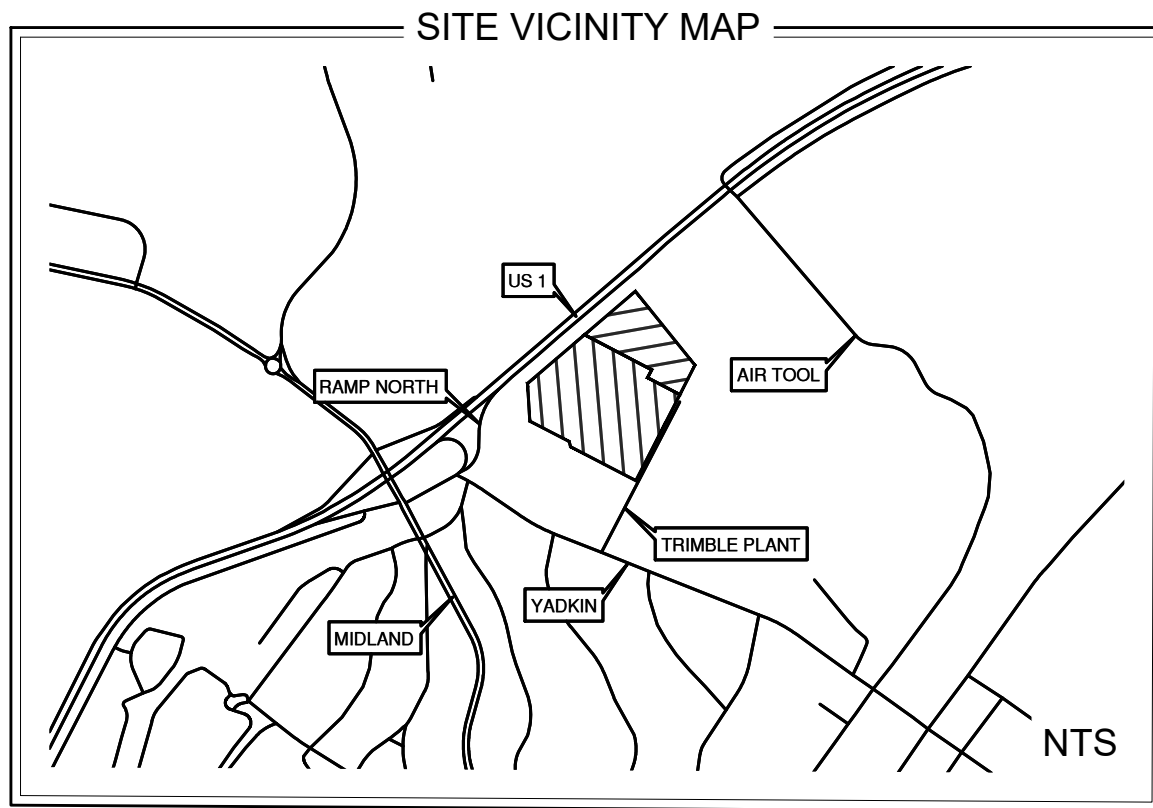 SITE VICINITY MAP
US 1
RAMP NORTH
AIR TOOL
TRIMBLE PLANT
YADKIN
MIDLAND
NTS